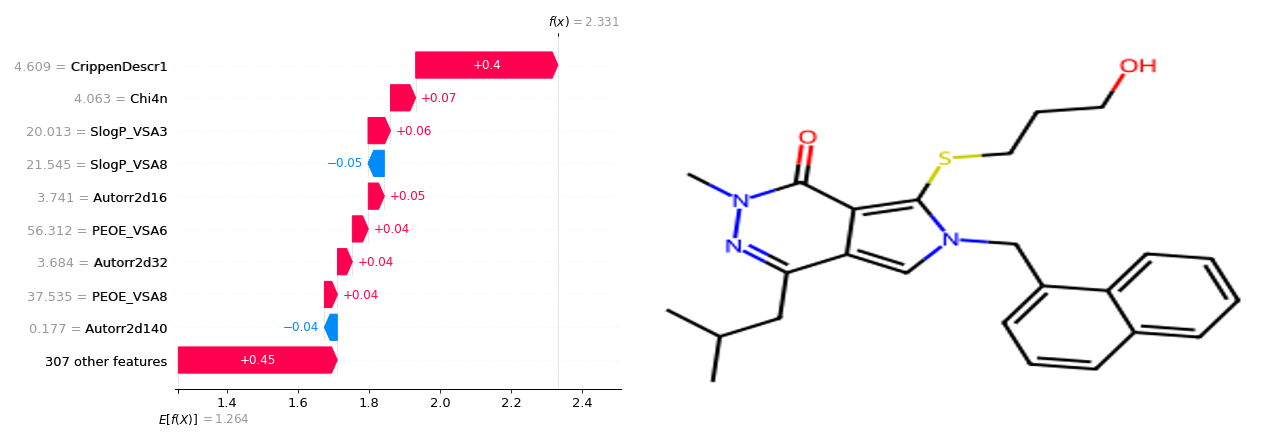 f(x) = 2.331
4.609 = CrippenDescr1
+0.4
4.063 = Chi4n
+0.07
20.013 = SlogP_VSA3
+0.06
21.545 = SlogP_VSA8
−0.05
3.741 = Autorr2d16
+0.05
56.312 = PEOE_VSA6
+0.04
3.684 = Autorr2d32
+0.04
37.535 = PEOE_VSA8
+0.04
0.177 = Autorr2d140
−0.04
307 other features
+0.45
1.4 1.6 1.8 2.0 2.2 2.4
E[f(X)] = 1.264
OH
O
S
N
N
N